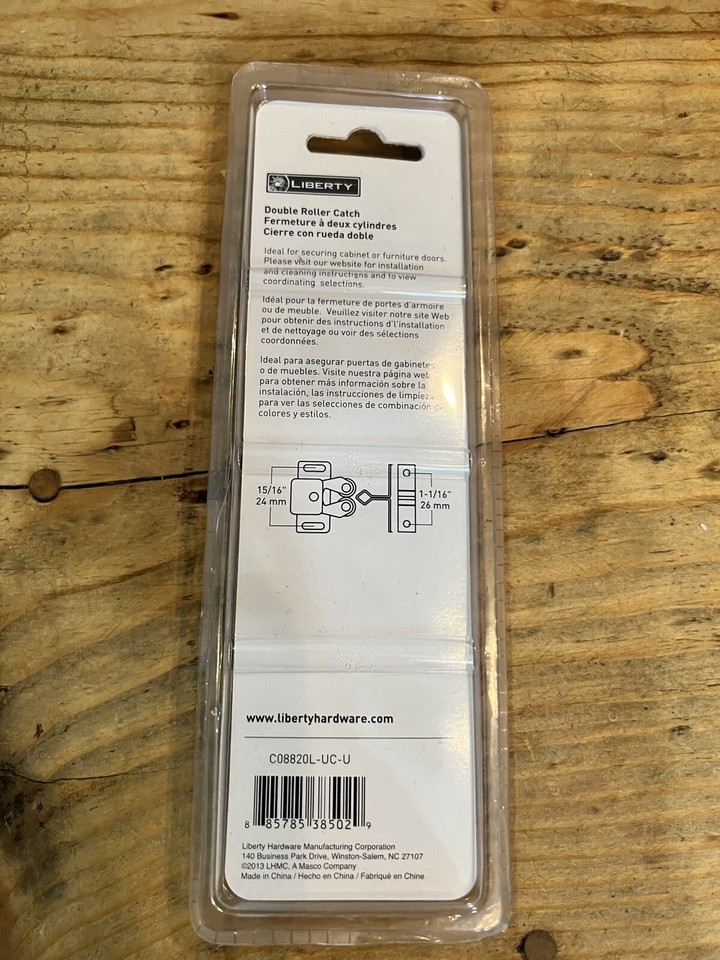 LIBERTY
Double Roller Catch
Fermeture à deux cylindres
Cierre con rueda doble
Ideal for securing cabinet or furniture doors.
Please visit our website for installation
and cleaning instructions and to view
coordinating selections.
Idéal pour la fermeture de portes d'armoire
ou de meuble. Veuillez visiter notre site Web
pour obtenir des instructions d'l'installation
et de nettoyage ou voir des sélections
coordonnées.
Ideal para asegurar puertas de gabinetes
o de muebles. Visite nuestra página web
para obtener más información sobre la
instalación, las instrucciones de limpieza
para ver las selecciones de combinación de
colores y estilos.
15/16"
24 mm
1-1/16"
26 mm
www.libertyhardware.com
C08820L-UC-U
8 85785 38502 9
Liberty Hardware Manufacturing Corporation
140 Business Park Drive, Winston-Salem, NC 27107
©2013 LHMC, A Masco Company
Made in China / Hecho en China / Fabriqué en Chine